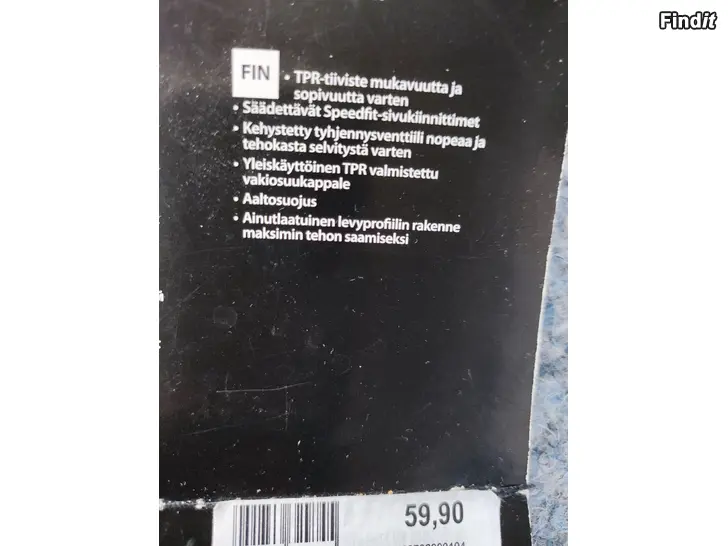 Findit
FIN
• TPR-tiiviste mukavuutta ja
sopivuutta varten
• Säädettävät Speedfit-sivukiinnittimet
• Kehystetty tyhjennysventtiili nopeaa ja
tehokasta selvitystä varten
• Yleiskäyttöinen TPR valmistettu
vakiosuukappale
• Aaltosuojus
• Ainutlaatuinen levyprofiilin rakenne
maksimin tehon saamiseksi
59,90